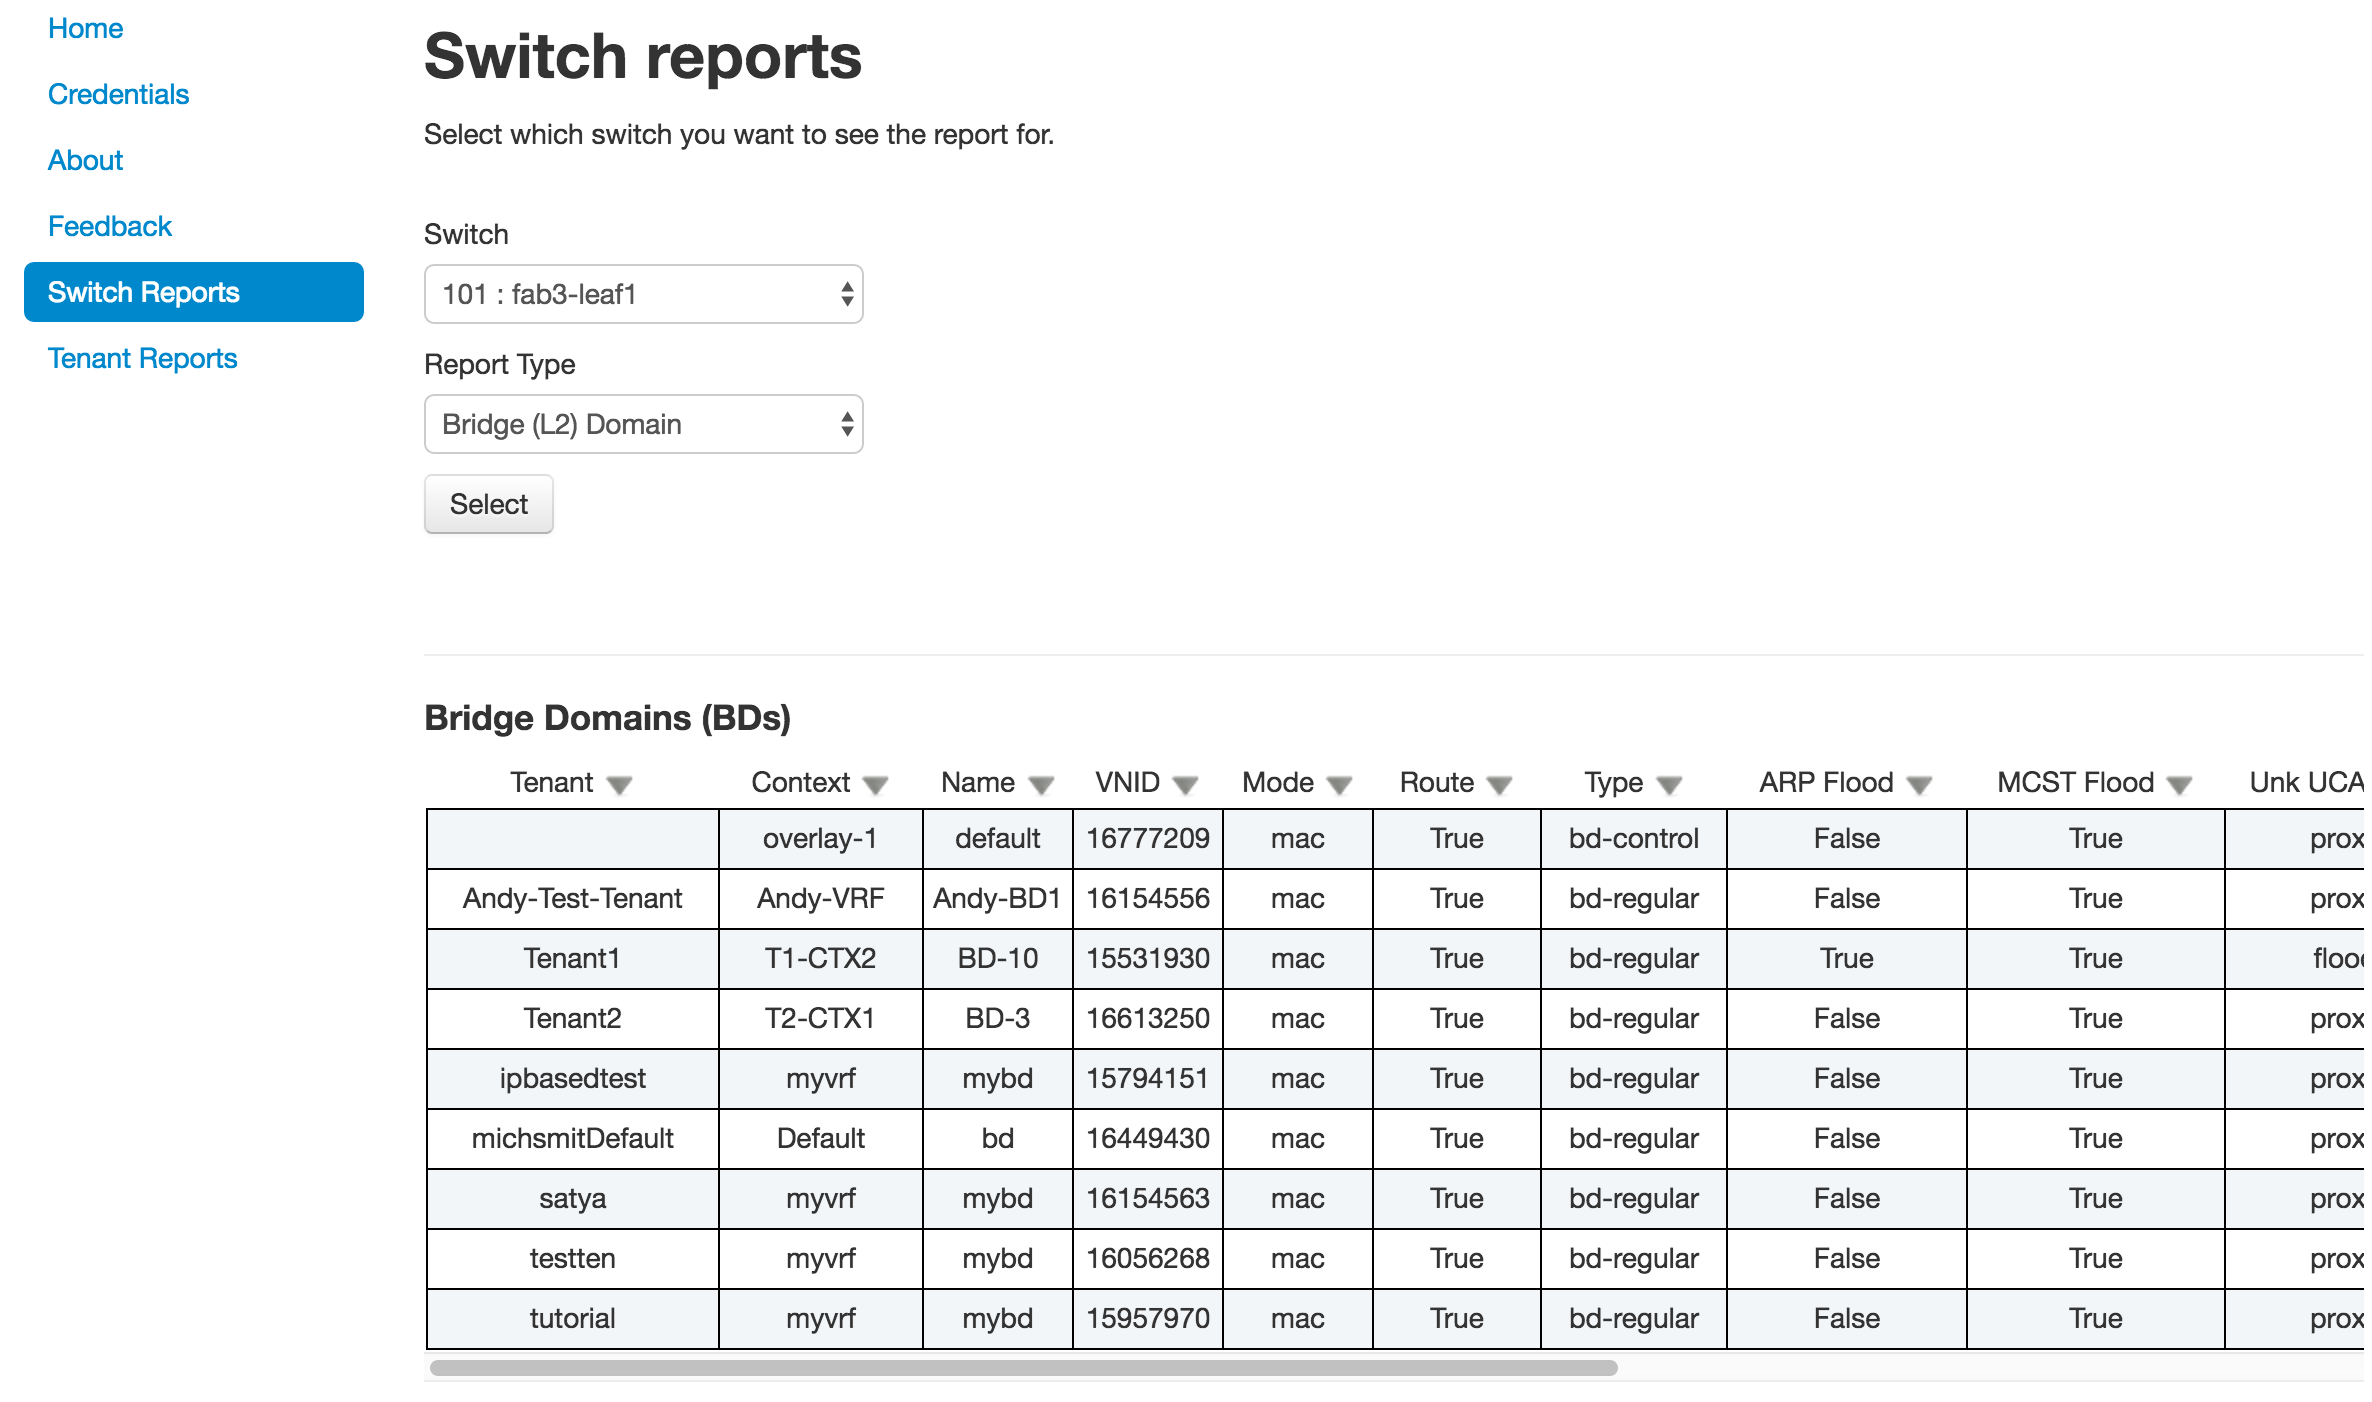 Home
Credentials
About
Feedback
Switch Reports
Tenant Reports
Switch reports
Select which switch you want to see the report for.
Switch
101 : fab3-leaf1
Report Type
Bridge (L2) Domain
Select
Bridge Domains (BDs)
Tenant Context Name VNID Mode Route Type ARP Flood MCST Flood Unk UCA
overlay-1 default 16777209 mac True bd-control False True prox
Andy-Test-Tenant Andy-VRF Andy-BD1 16154556 mac True bd-regular False True prox
Tenant1 T1-CTX2 BD-10 15531930 mac True bd-regular True True floo
Tenant2 T2-CTX1 BD-3 16613250 mac True bd-regular False True prox
ipbasedtest myvrf mybd 15794151 mac True bd-regular False True prox
michsmitDefault Default bd 16449430 mac True bd-regular False True prox
satya myvrf mybd 16154563 mac True bd-regular False True prox
testten myvrf mybd 16056268 mac True bd-regular False True prox
tutorial myvrf mybd 15957970 mac True bd-regular False True prox